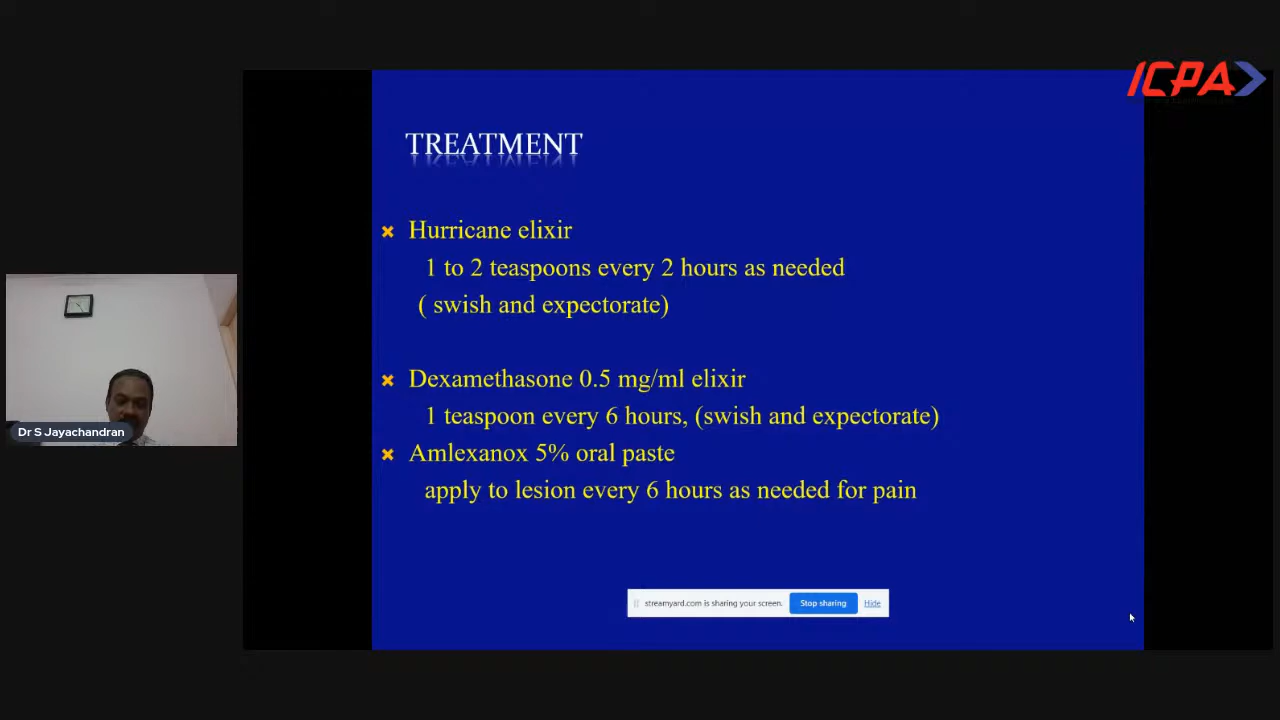 ICPA
TREATMENT
Hurricane elixir
1 to 2 teaspoons every 2 hours as needed
( swish and expectorate)
Dexamethasone 0.5 mg/ml elixir
1 teaspoon every 6 hours, (swish and expectorate)
Amlexanox 5% oral paste
apply to lesion every 6 hours as needed for pain
Dr S Jayachandran
streamyard.com is sharing your screen. Stop sharing Hide